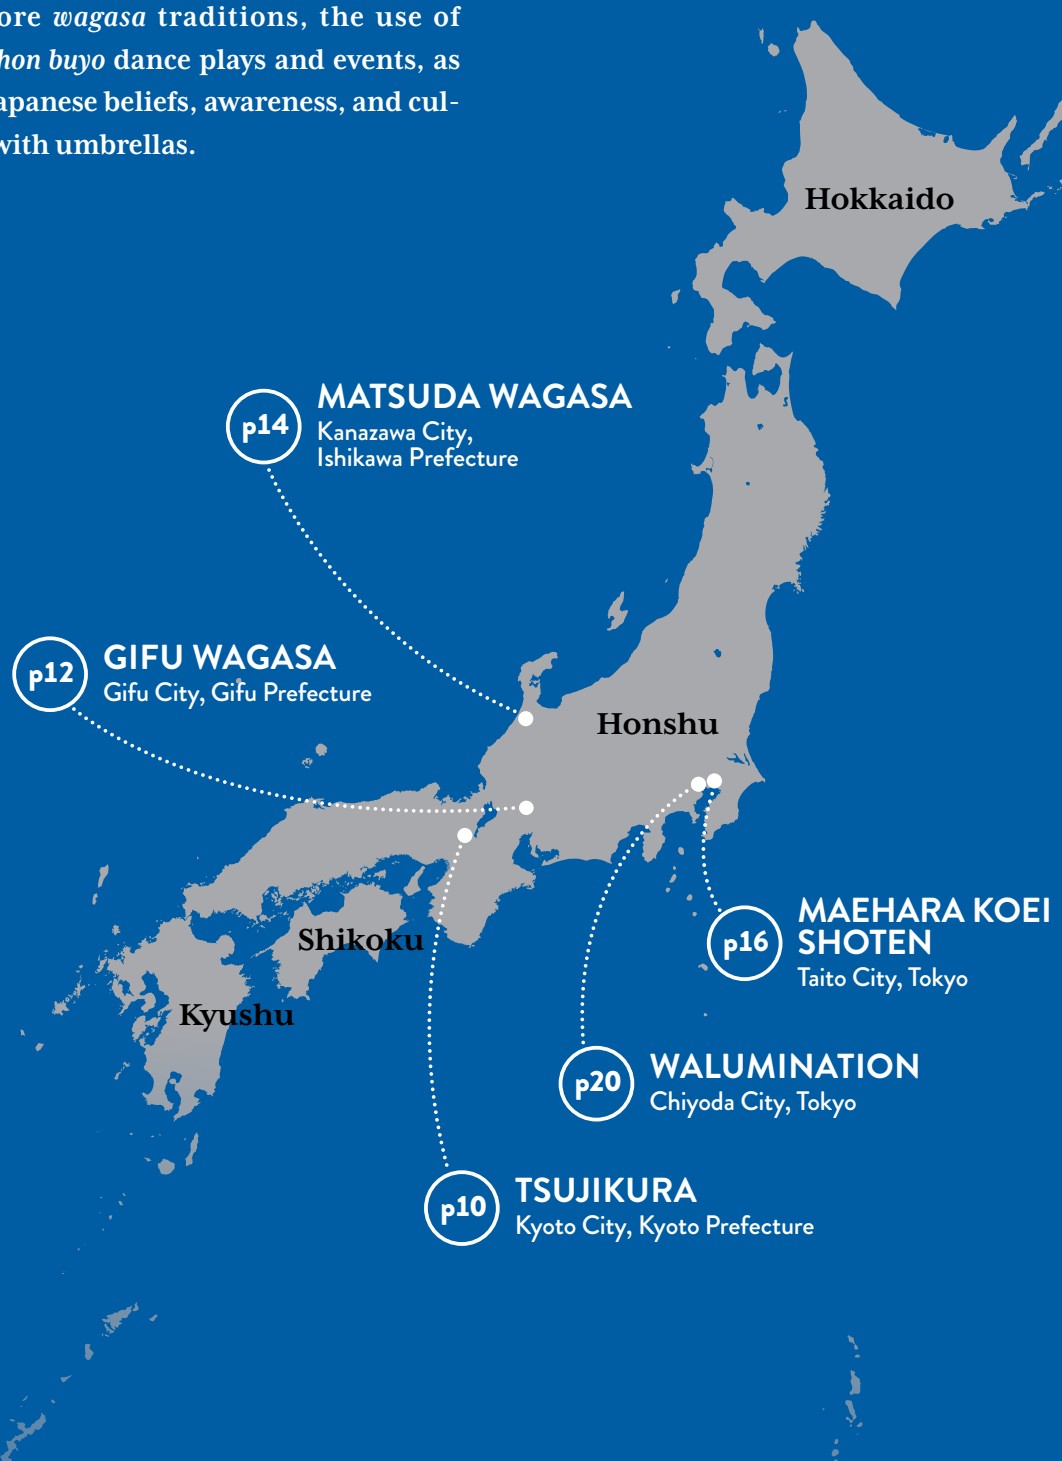 ore wagasa traditions, the use of
hon buyo dance plays and events, as
apanese beliefs, awareness, and cul-
with umbrellas.
Hokkaido
p14
MATSUDA WAGASA
Kanazawa City,
Ishikawa Prefecture
p12
GIFU WAGASA
Gifu City, Gifu Prefecture
Honshu
p16
MAEHARA KOEI
SHOTEN
Taito City, Tokyo
Shikoku
Kyushu
p20
WALUMINATION
Chiyoda City, Tokyo
p10
TSUJIKURA
Kyoto City, Kyoto Prefecture